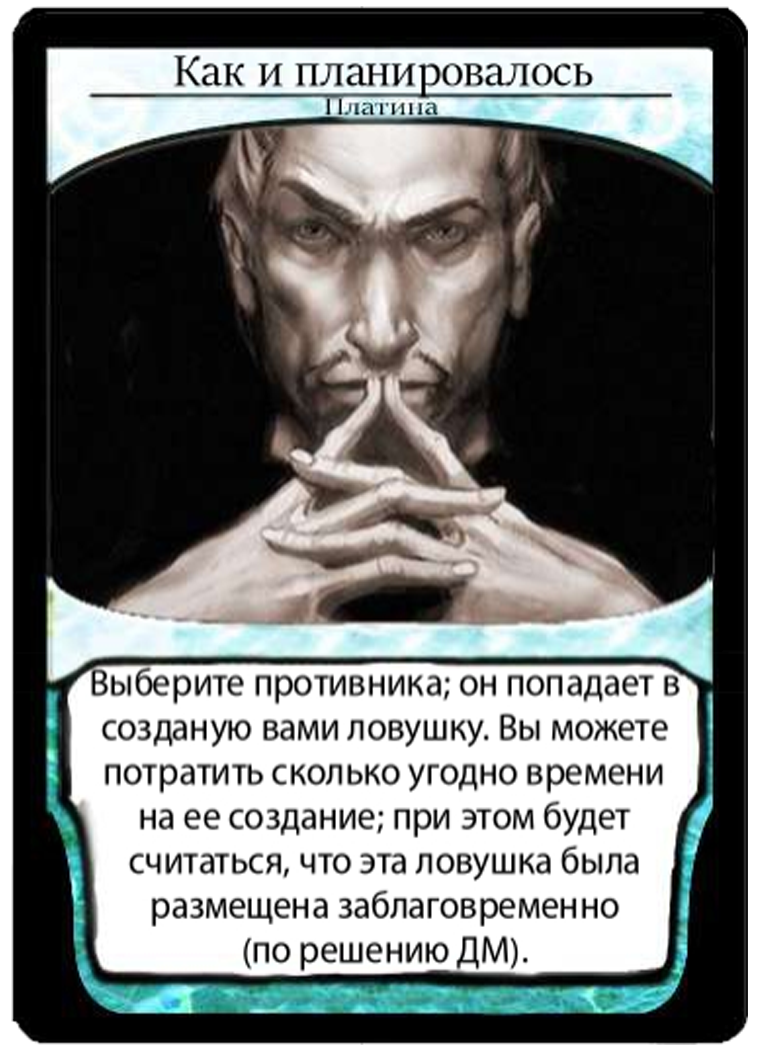 Как и планировалось
Платина
Выберите противника; он попадает в
созданую вами ловушку. Вы можете
потратить сколько угодно времени
на ее создание; при этом будет
считаться, что эта ловушка была
размещена заблаговременно
(по решению ДМ).